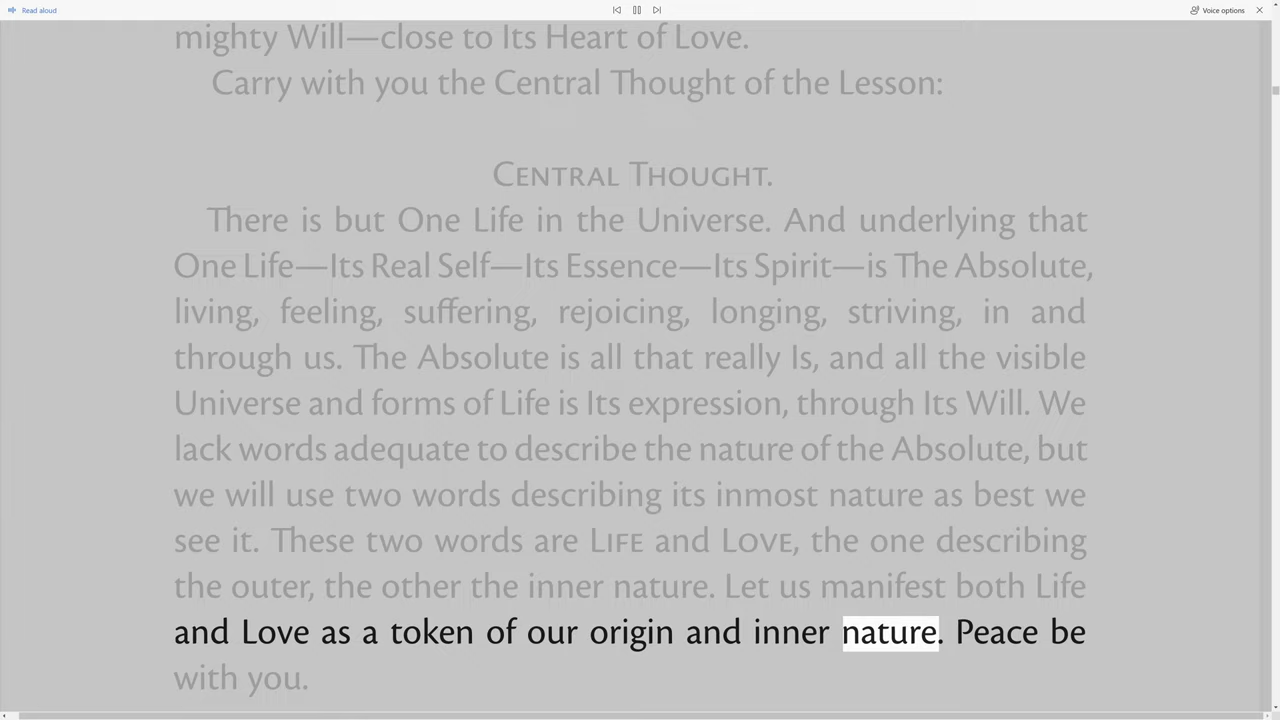 Read aloud
Voice options
mighty Will—close to Its Heart of Love.
Carry with you the Central Thought of the Lesson:
Central Thought.
There is but One Life in the Universe. And underlying that
One Life—Its Real Self—Its Essence—Its Spirit—is The Absolute,
living, feeling, suffering, rejoicing, longing, striving, in and
through us. The Absolute is all that really Is, and all the visible
Universe and forms of Life is Its expression, through Its Will. We
lack words adequate to describe the nature of the Absolute, but
we will use two words describing its inmost nature as best we
see it. These two words are Life and Love, the one describing
the outer, the other the inner nature. Let us manifest both Life
and Love as a token of our origin and inner nature. Peace be
with you.